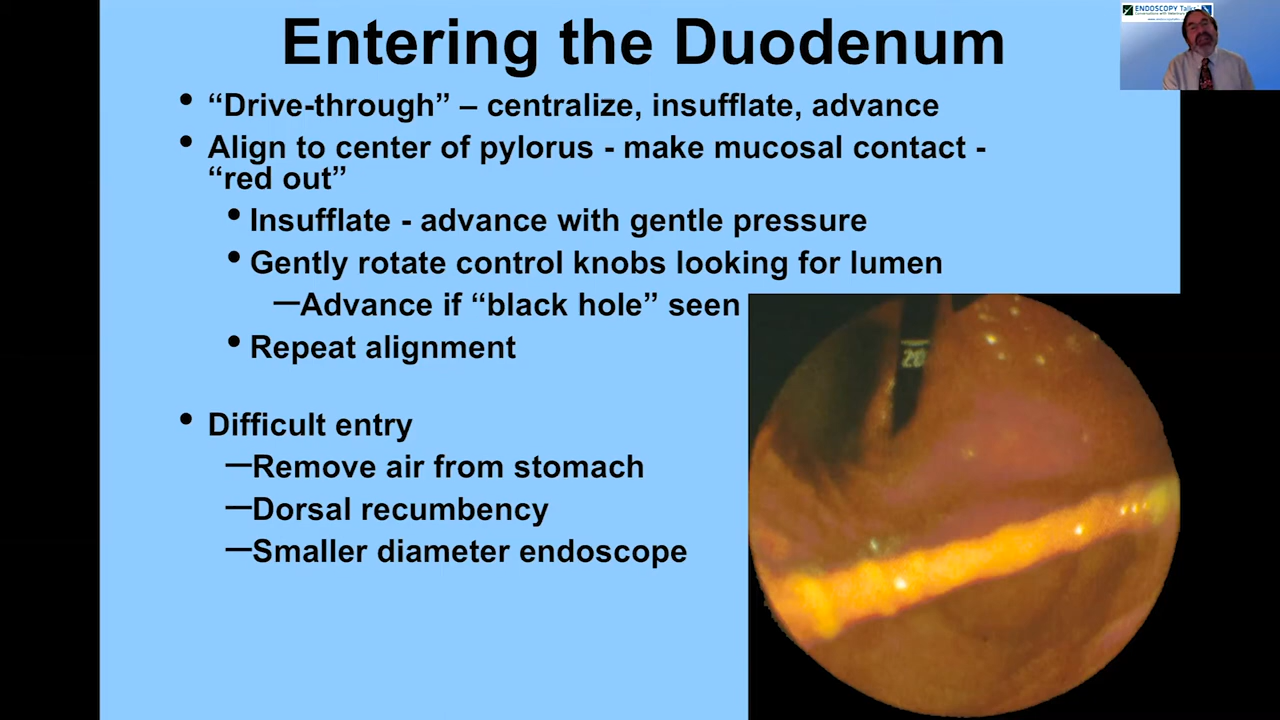 Entering the Duodenum
ENDOSCOPY Talks
• “Drive-through” – centralize, insufflate, advance
• Align to center of pylorus - make mucosal contact -
“red out”
• Insufflate - advance with gentle pressure
• Gently rotate control knobs looking for lumen
—Advance if “black hole” seen
• Repeat alignment
20
• Difficult entry
—Remove air from stomach
—Dorsal recumbency
—Smaller diameter endoscope